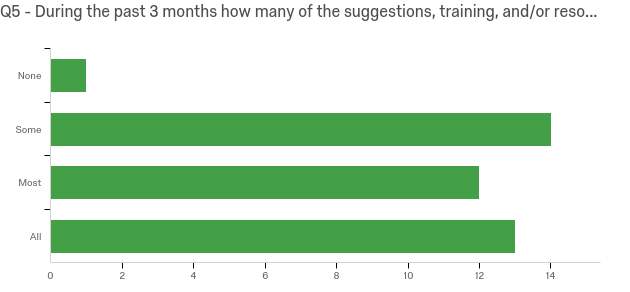 Q5 - During the past 3 months how many of the suggestions, training, and/or reso...
None
Some
Most
All
0 2 4 6 8 10 12 14